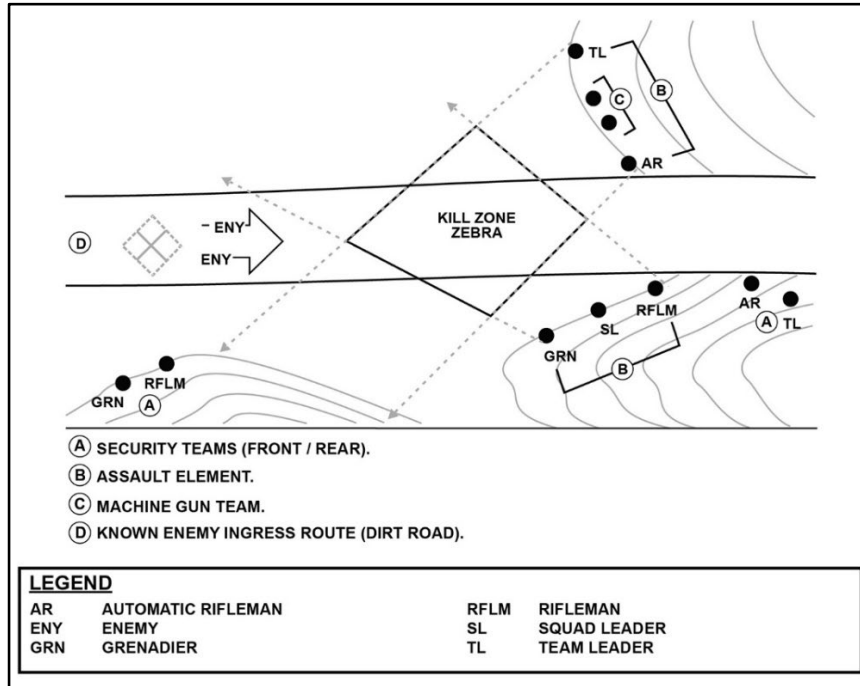 TL
B
C
AR
ENY
D
ENY
KILL ZONE
ZEBRA
RFLM
AR
SL
A
TL
GRN
B
RFLM
GRN
A
A SECURITY TEAMS (FRONT / REAR).
B ASSAULT ELEMENT.
C MACHINE GUN TEAM.
D KNOWN ENEMY INGRESS ROUTE (DIRT ROAD).
LEGEND
AR AUTOMATIC RIFLEMAN RFLM RIFLEMAN
ENY ENEMY SL SQUAD LEADER
GRN GRENADIER TL TEAM LEADER